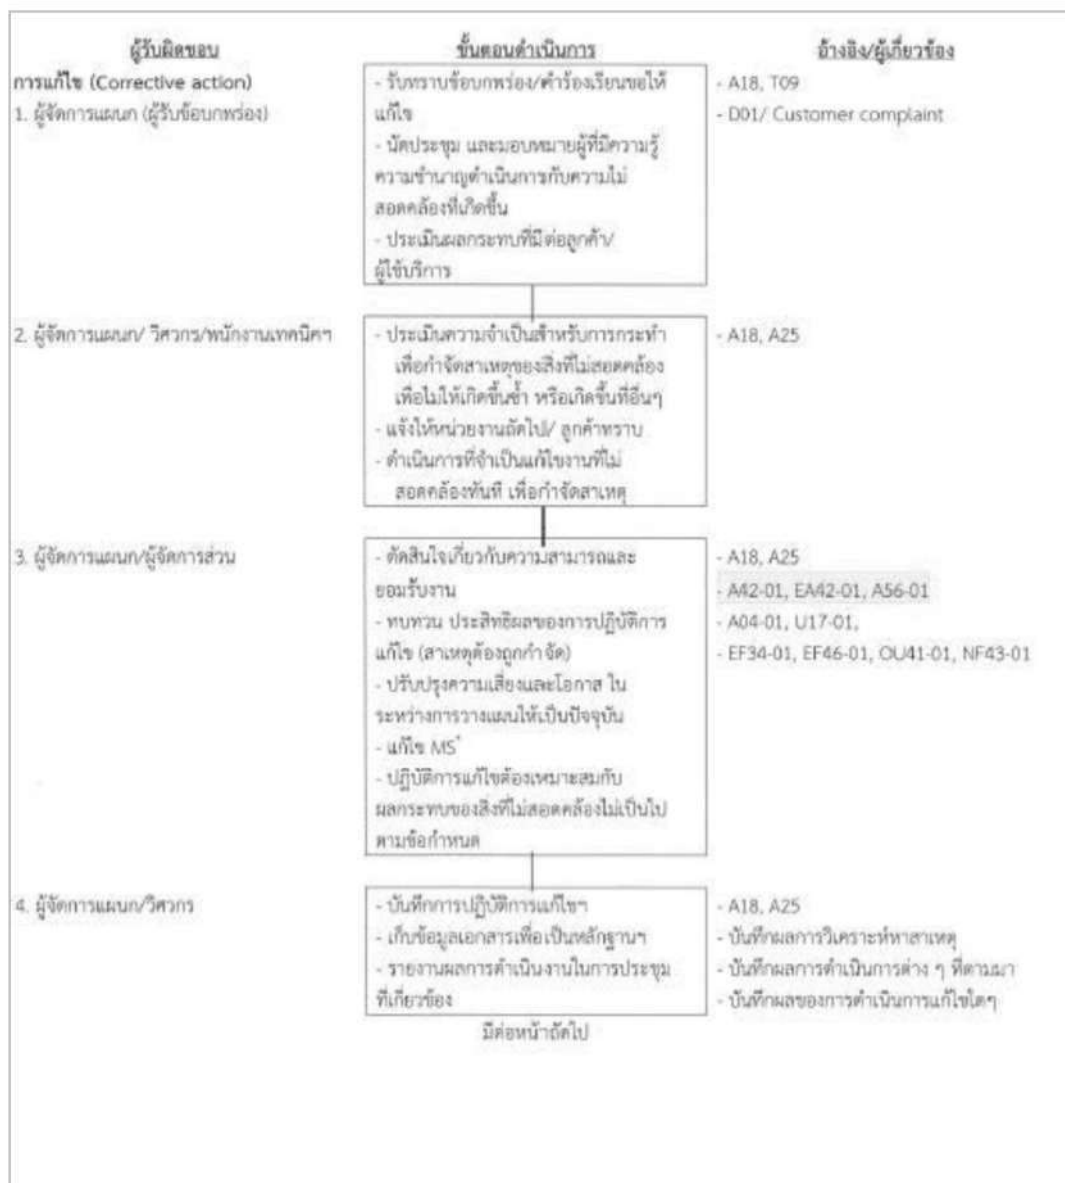 ผู้รับผิดชอบ
ขั้นตอนดำเนินการ
อ้างอิง/ผู้เกี่ยวข้อง
การแก้ไข (Corrective action)
1. ผู้จัดการแผนก (ผู้รับข้อบกพร่อง)
- รับทราบข้อบกพร่อง/คำร้องเรียนขอให้
แก้ไข
- นัดประชุม และมอบหมายผู้ที่มีความรู้
ความชำนาญดำเนินการกับความไม่
สอดคล้องที่เกิดขึ้น
- ประเมินผลกระทบที่มีต่อลูกค้า/
ผู้ใช้บริการ
- A18, T09
- D01/ Customer complaint
2. ผู้จัดการแผนก/ วิศวกร/พนักงานเทคนิคฯ
- ประเมินความจำเป็นสำหรับการกระทำ
เพื่อกำจัดสาเหตุของสิ่งที่ไม่สอดคล้อง
เพื่อไม่ให้เกิดขึ้นซ้ำ หรือเกิดขึ้นที่อื่นๆ
- แจ้งให้หน่วยงานถัดไป/ ลูกค้าทราบ
- ดำเนินการที่จำเป็นแก้ไขงานที่ไม่
สอดคล้องทันที เพื่อกำจัดสาเหตุ
- A18, A25
3. ผู้จัดการแผนก/ผู้จัดการส่วน
- ตัดสินใจเกี่ยวกับความสามารถและ
ยอมรับงาน
- ทบทวน ประสิทธิผลของการปฏิบัติการ
แก้ไข (สาเหตุต้องถูกกำจัด)
- ปรับปรุงความเสี่ยงและโอกาส ใน
ระหว่างการวางแผนให้เป็นปัจจุบัน
- แก้ไข MS*
- ปฏิบัติการแก้ไขต้องเหมาะสมกับ
ผลกระทบของสิ่งที่ไม่สอดคล้องไม่เป็นไป
ตามข้อกำหนด
- A18, A25
- A42-01, EA42-01, A56-01
- A04-01, U17-01,
- EF34-01, EF46-01, OU41-01, NF43-01
4. ผู้จัดการแผนก/วิศวกร
- บันทึกการปฏิบัติการแก้ไขฯ
- เก็บข้อมูลเอกสารเพื่อเป็นหลักฐานฯ
- รายงานผลการดำเนินงานในการประชุม
ที่เกี่ยวข้อง
- A18, A25
- บันทึกผลการวิเคราะห์หาสาเหตุ
- บันทึกผลการดำเนินการต่าง ๆ ที่ตามมา
- บันทึกผลของการดำเนินการแก้ไขใดๆ
มีต่อหน้าถัดไป